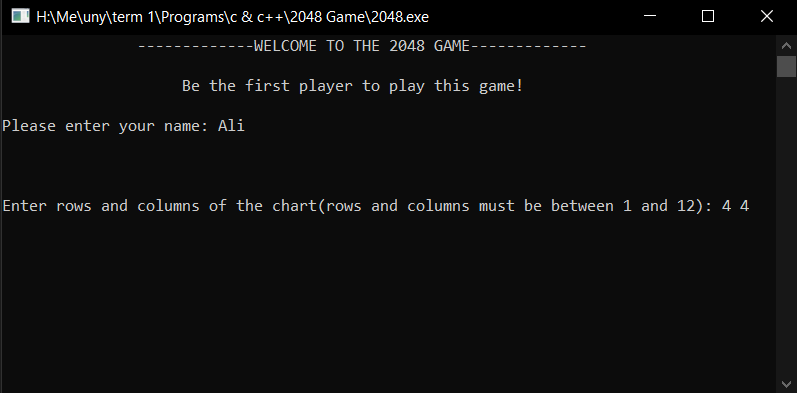 H:\Me\uny\term 1\Programs\c & c++\2048 Game\2048.exe
-------------WELCOME TO THE 2048 GAME-------------
Be the first player to play this game!
Please enter your name: Ali
Enter rows and columns of the chart(rows and columns must be between 1 and 12): 4 4